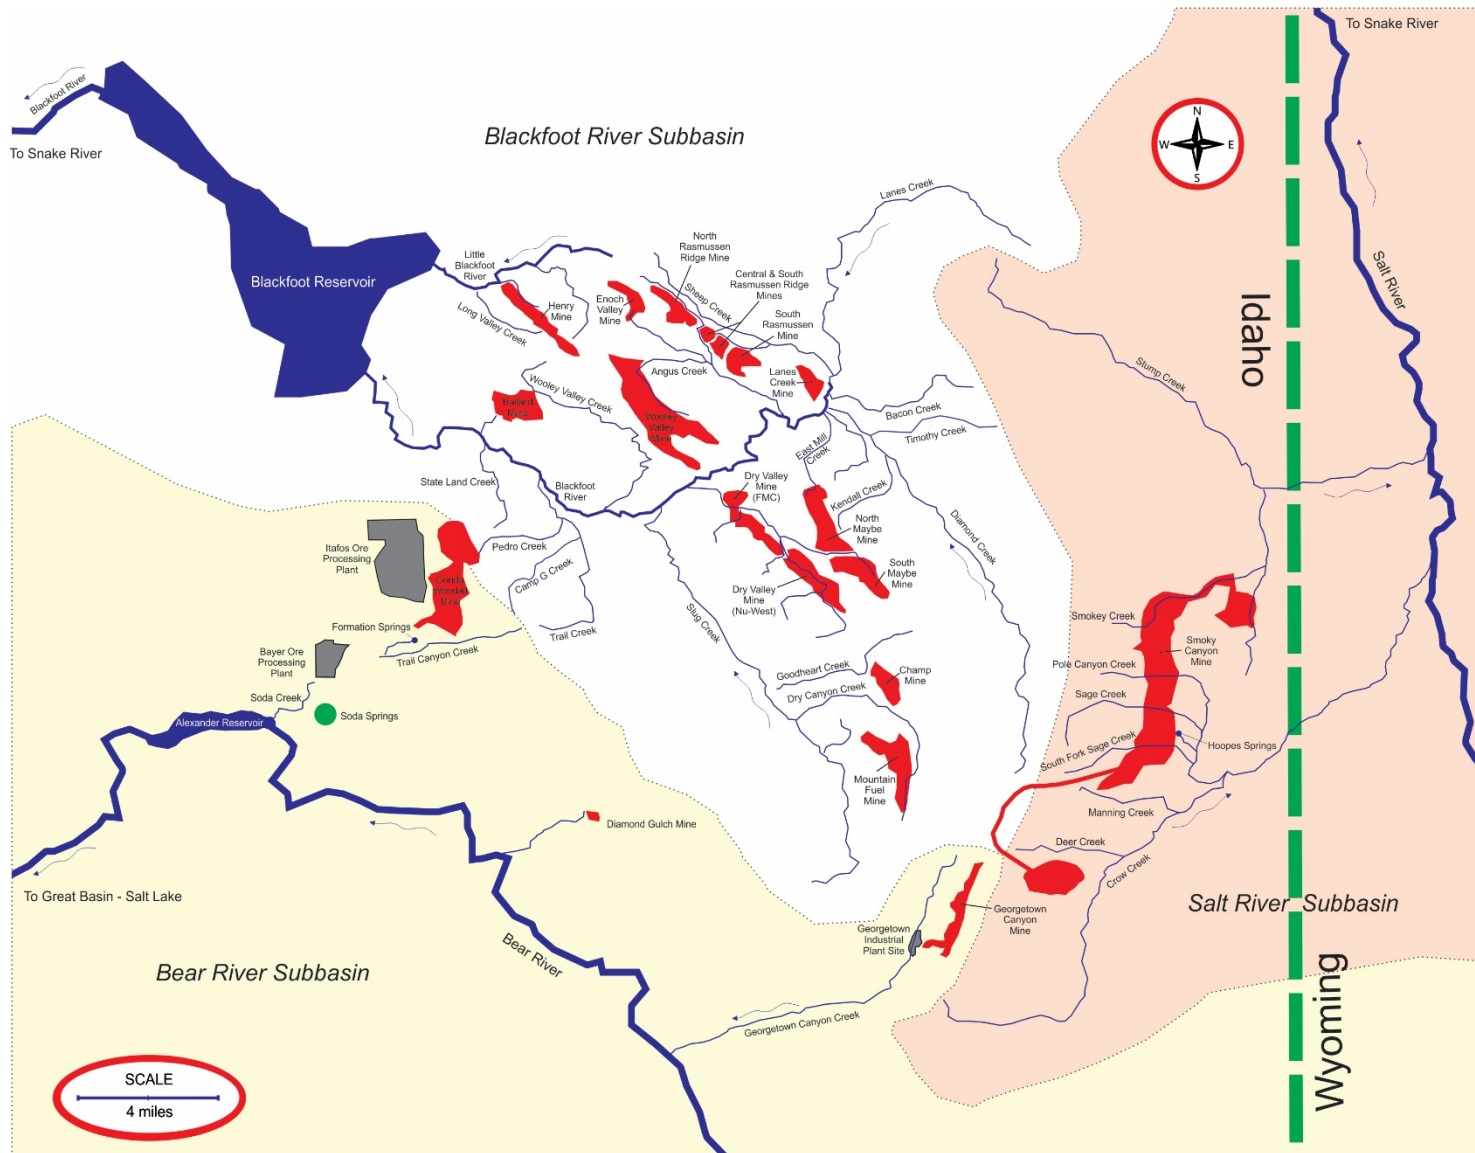 To Snake River
Blackfoot River
To Snake River
Blackfoot River Subbasin
N
W
E
S
Lanes Creek
Salt River
Idaho
Blackfoot Reservoir
Little
Blackfoot
River
North
Rasmussen
Ridge Mine
Central & South
Rasmussen Ridge
Mines
Sheep Creek
Henry
Mine
Enoch
Valley
Mine
South
Rasmussen
Mine
Long Valley Creek
Angus Creek
Lanes
Creek
Mine
Stump Creek
Wooley Valley Creek
Ballard
Mine
Wooley
Valley
Mine
Bacon Creek
Timothy Creek
East Mill
Creek
State Land Creek
Blackfoot
River
Dry Valley
Mine
(FMC)
Kendall Creek
North
Maybe
Mine
Diamond Creek
Itafos Ore
Processing
Plant
Pedro Creek
Camp G Creek
Conda
Woodall
Mine
Dry Valley
Mine
(Nu-West)
South
Maybe
Mine
Slug Creek
Formation Springs
Trail Creek
Trail Canyon Creek
Smokey Creek
Smoky
Canyon
Mine
Bayer Ore
Processing
Plant
Goodheart Creek
Champ
Mine
Pole Canyon Creek
Soda Creek
Dry Canyon Creek
Sage Creek
Soda Springs
Alexander Reservoir
South Fork Sage Creek
Hoopes Springs
Mountain
Fuel
Mine
Manning Creek
Diamond Gulch Mine
Deer Creek
Crow Creek
To Great Basin - Salt Lake
Georgetown
Canyon
Mine
Salt River Subbasin
Georgetown
Industrial
Plant Site
Bear River
Bear River Subbasin
Georgetown Canyon Creek
Wyoming
SCALE
4 miles